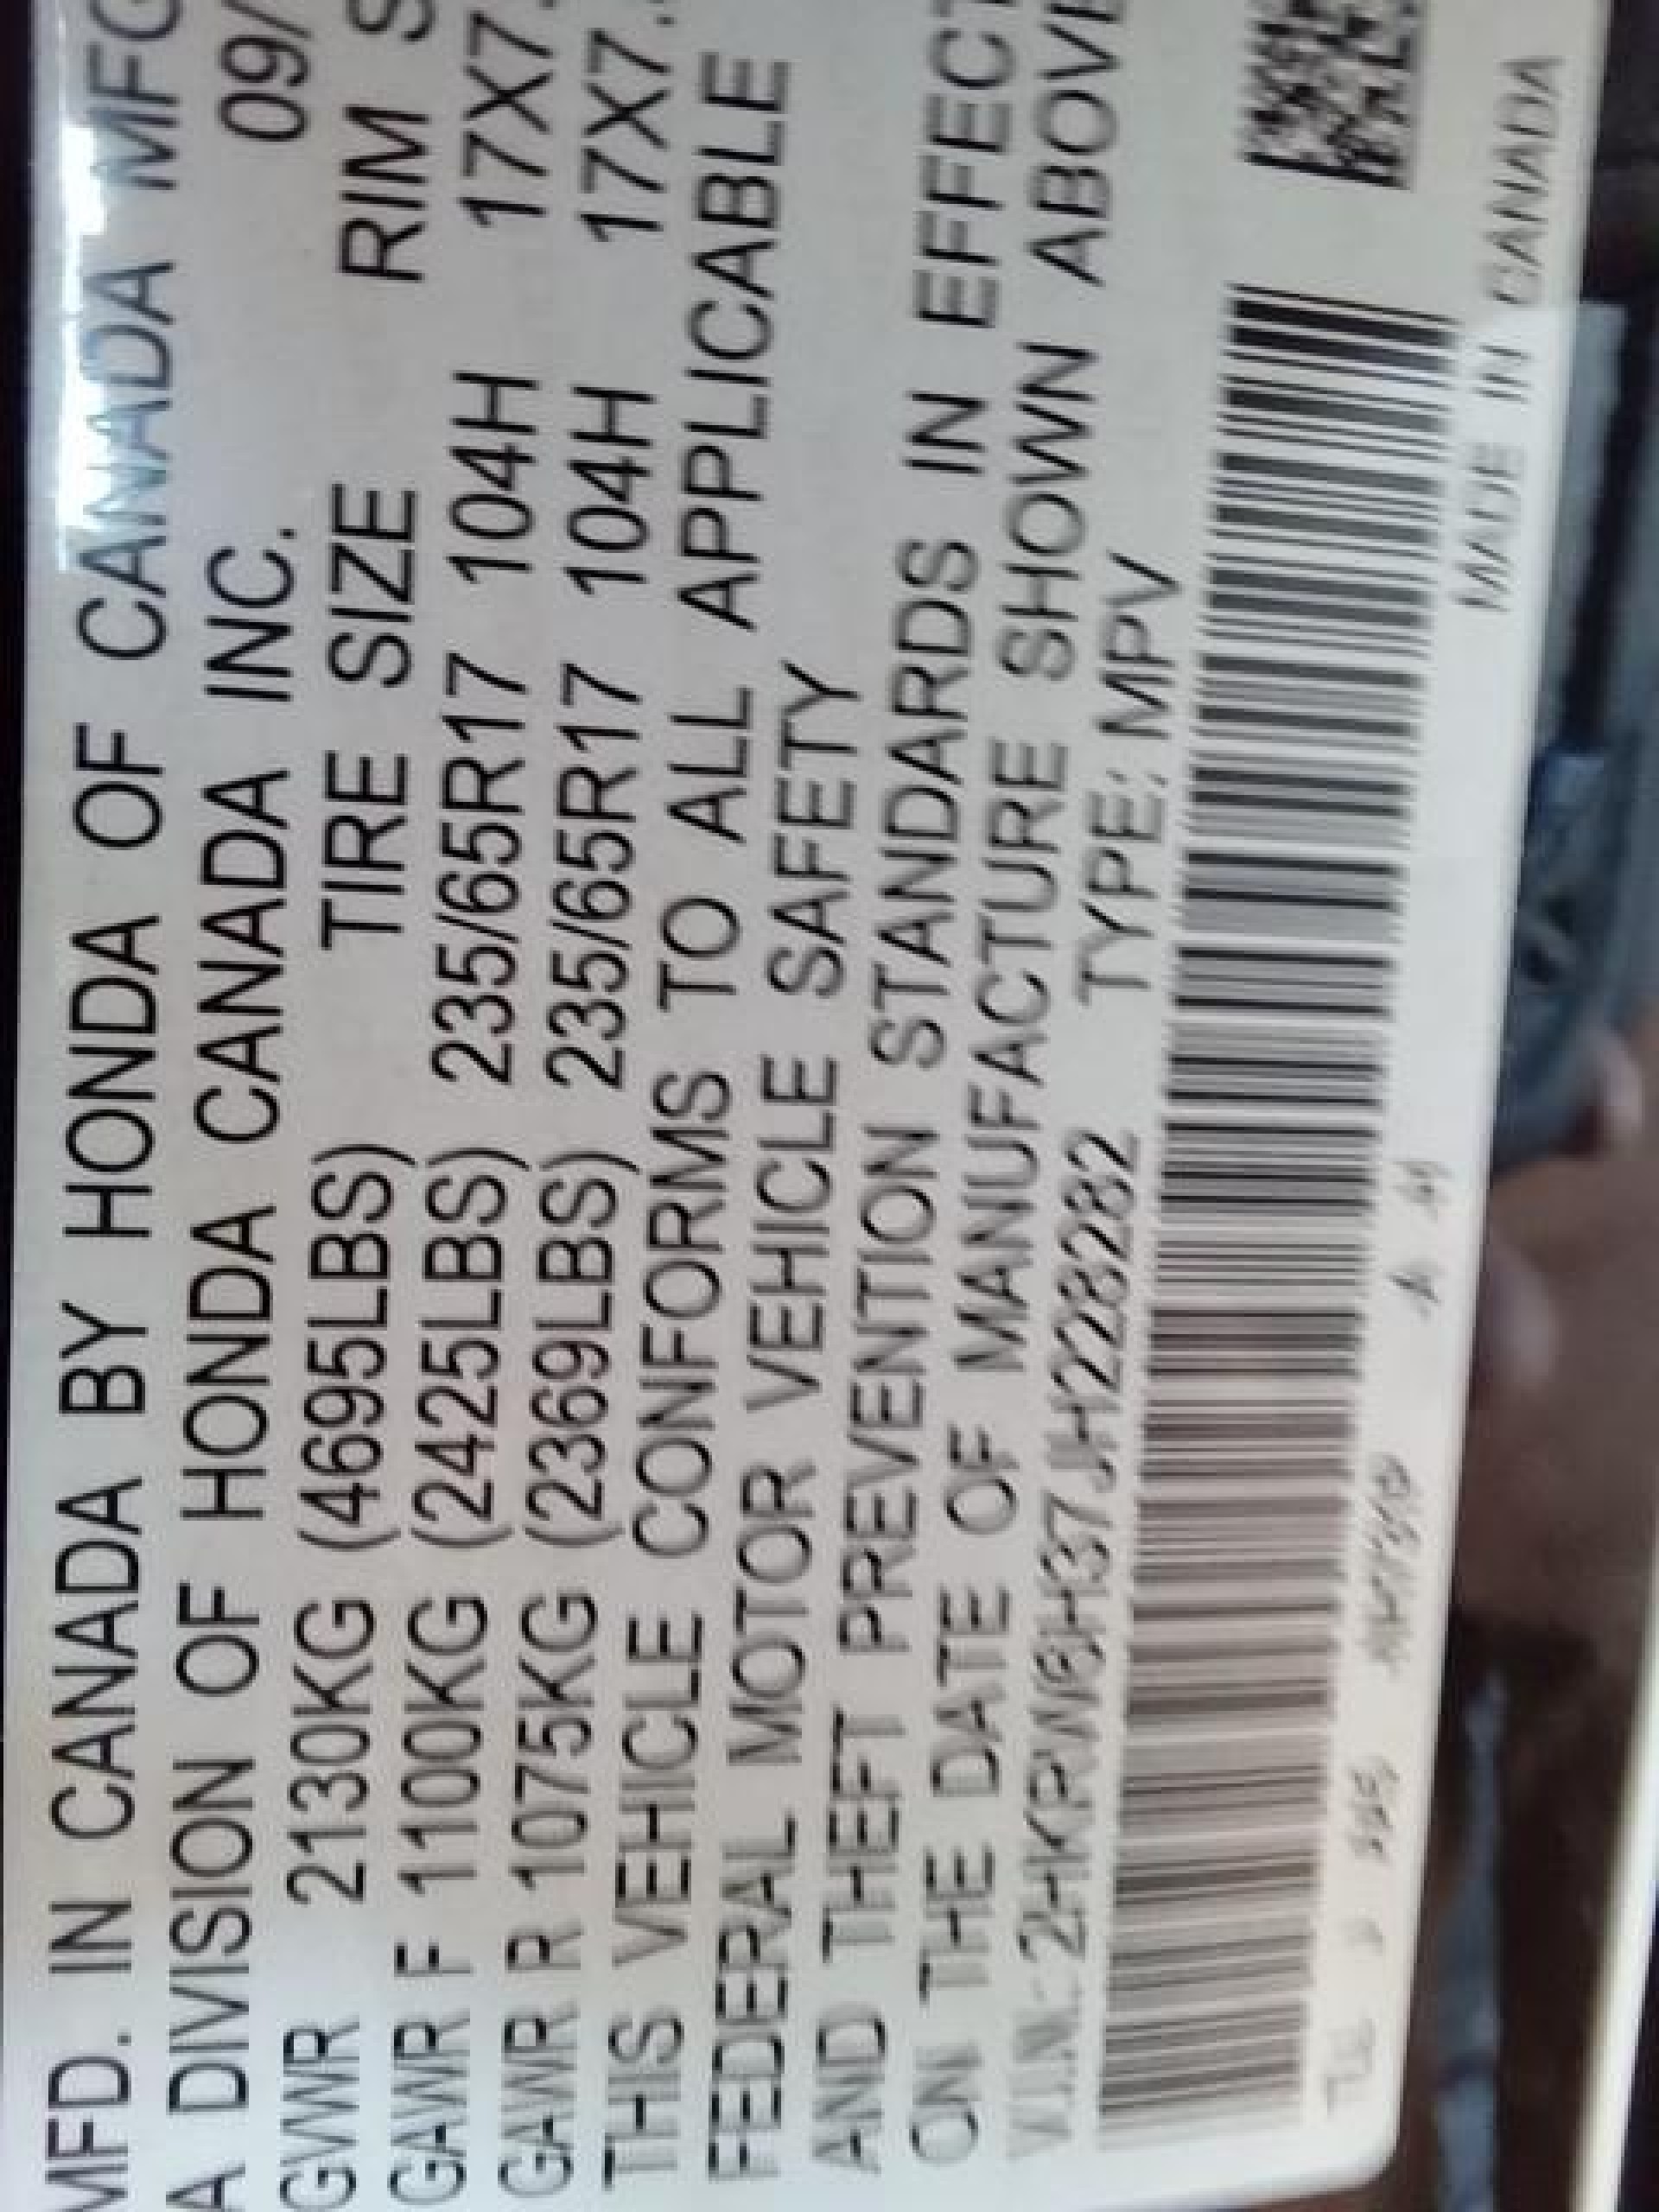 MFD. IN CANADA BY HONDA OF CANADA MFG
A DIVISION OF HONDA CANADA INC. 09/
TIRE SIZE RIM S
GVWR 2130KG (4695LBS)
GAWR F 1100KG (2425LBS) 235/65R17 104H 17X7.
GAWR R 1075KG (2369LBS) 235/65R17 104H 17X7.
THIS VEHICLE CONFORMS TO ALL APPLICABLE
FEDERAL MOTOR VEHICLE SAFETY
AND THEFT PREVENTION STANDARDS IN EFFECT
ON THE DATE OF MANUFACTURE SHOWN ABOVE
V.I.N.: TYPE: MPV
MADE IN CANADA